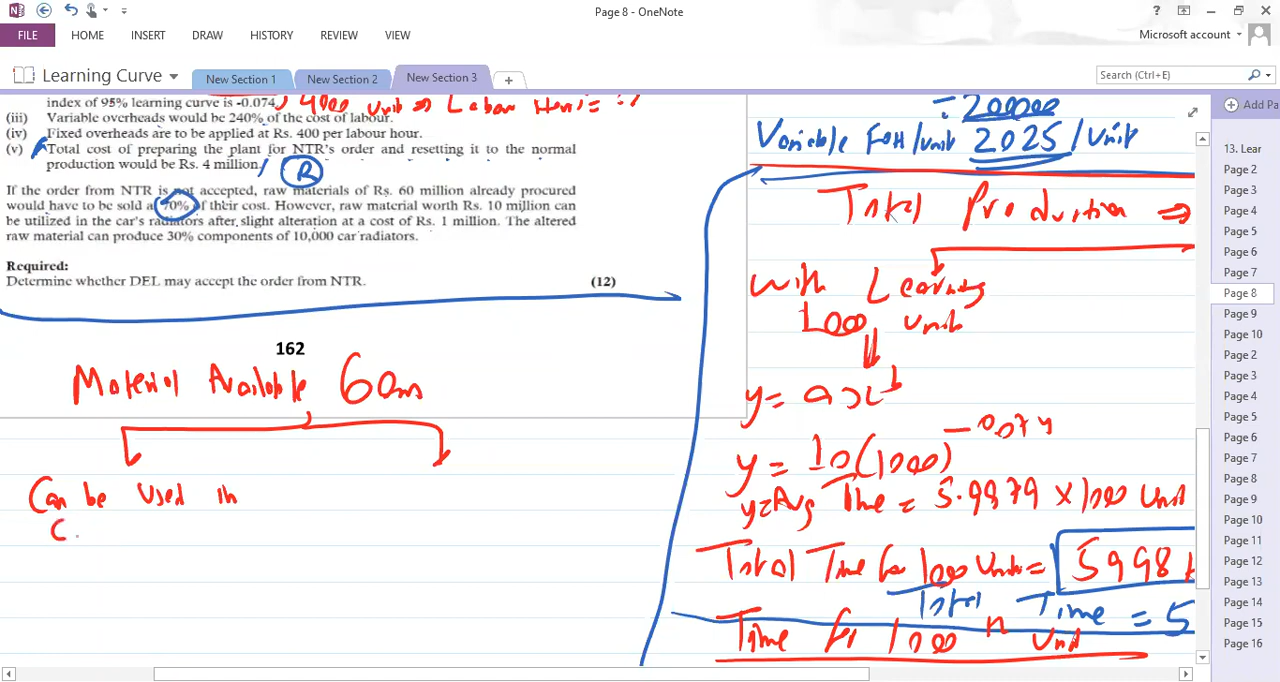 Page 8 - OneNote
FILE HOME INSERT DRAW HISTORY REVIEW VIEW
Microsoft account
Learning Curve
New Section 1 New Section 2 New Section 3 +
Search (Ctrl+E)
index of 95% learning curve is -0.074, 4000 Unit ⇒ Labour Hours = ?
(iii) Variable overheads would be 240% of the cost of labour.
(iv) Fixed overheads are to be applied at Rs. 400 per labour hour.
(v) Total cost of preparing the plant for NTR's order and resetting it to the normal
production would be Rs. 4 million.
R
If the order from NTR is not accepted, raw materials of Rs. 60 million already procured
would have to be sold at 70% of their cost. However, raw material worth Rs. 10 million can
be utilized in the car's radiators after slight alteration at a cost of Rs. 1 million. The altered
raw material can produce 30% components of 10,000 car radiators.
Required:
Determine whether DEL may accept the order from NTR. (12)
162
Material Available 60m
Can be Used in
C
= 200000
Variable FOH/unit 2025/Unit
Total Production ⇒
With Learning
1000 Unit
y = ax
y = 10(1000) -0.074
y = Avg Time = 5.9979 × 1000 Unit
Total Time for 1000 Units = 5998
Total Time = 5
Time for 1000 th Unit
Add Pa
13. Lear
Page 2
Page 3
Page 4
Page 5
Page 6
Page 7
Page 8
Page 9
Page 10
Page 2
Page 3
Page 4
Page 5
Page 6
Page 7
Page 8
Page 9
Page 10
Page 11
Page 12
Page 13
Page 14
Page 15
Page 16